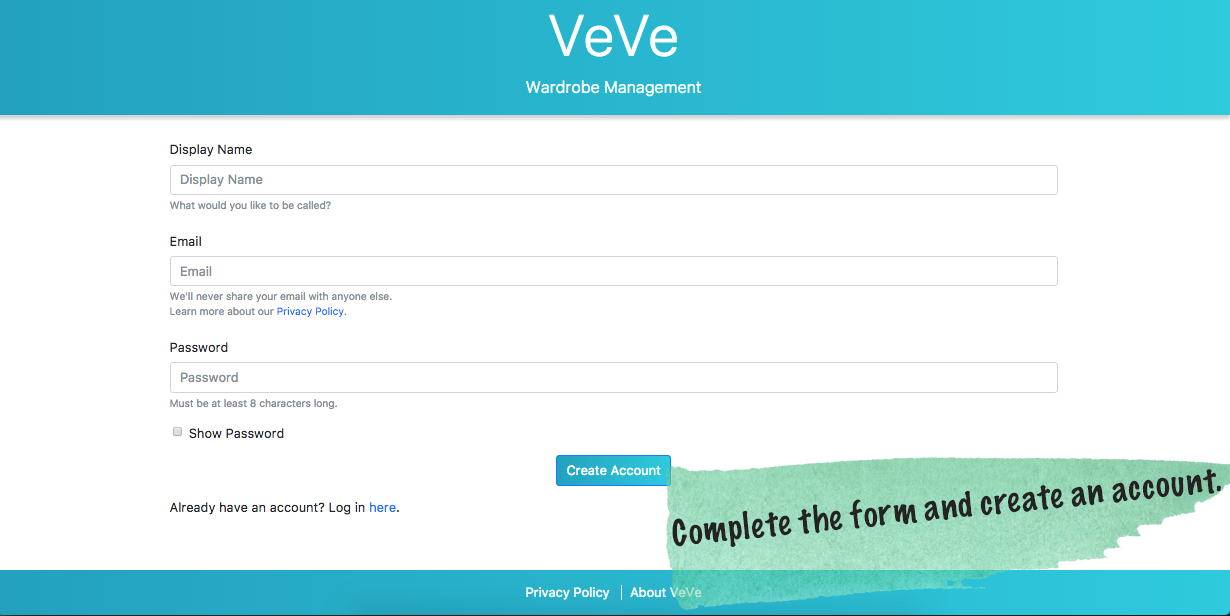 VeVe
Wardrobe Management
Display Name
Display Name
What would you like to be called?
Email
Email
We'll never share your email with anyone else.
Learn more about our Privacy Policy.
Password
Password
Must be at least 8 characters long.
Show Password
Create Account
Already have an account? Log in here.
Complete the form and create an account.
Privacy Policy | About VeVe